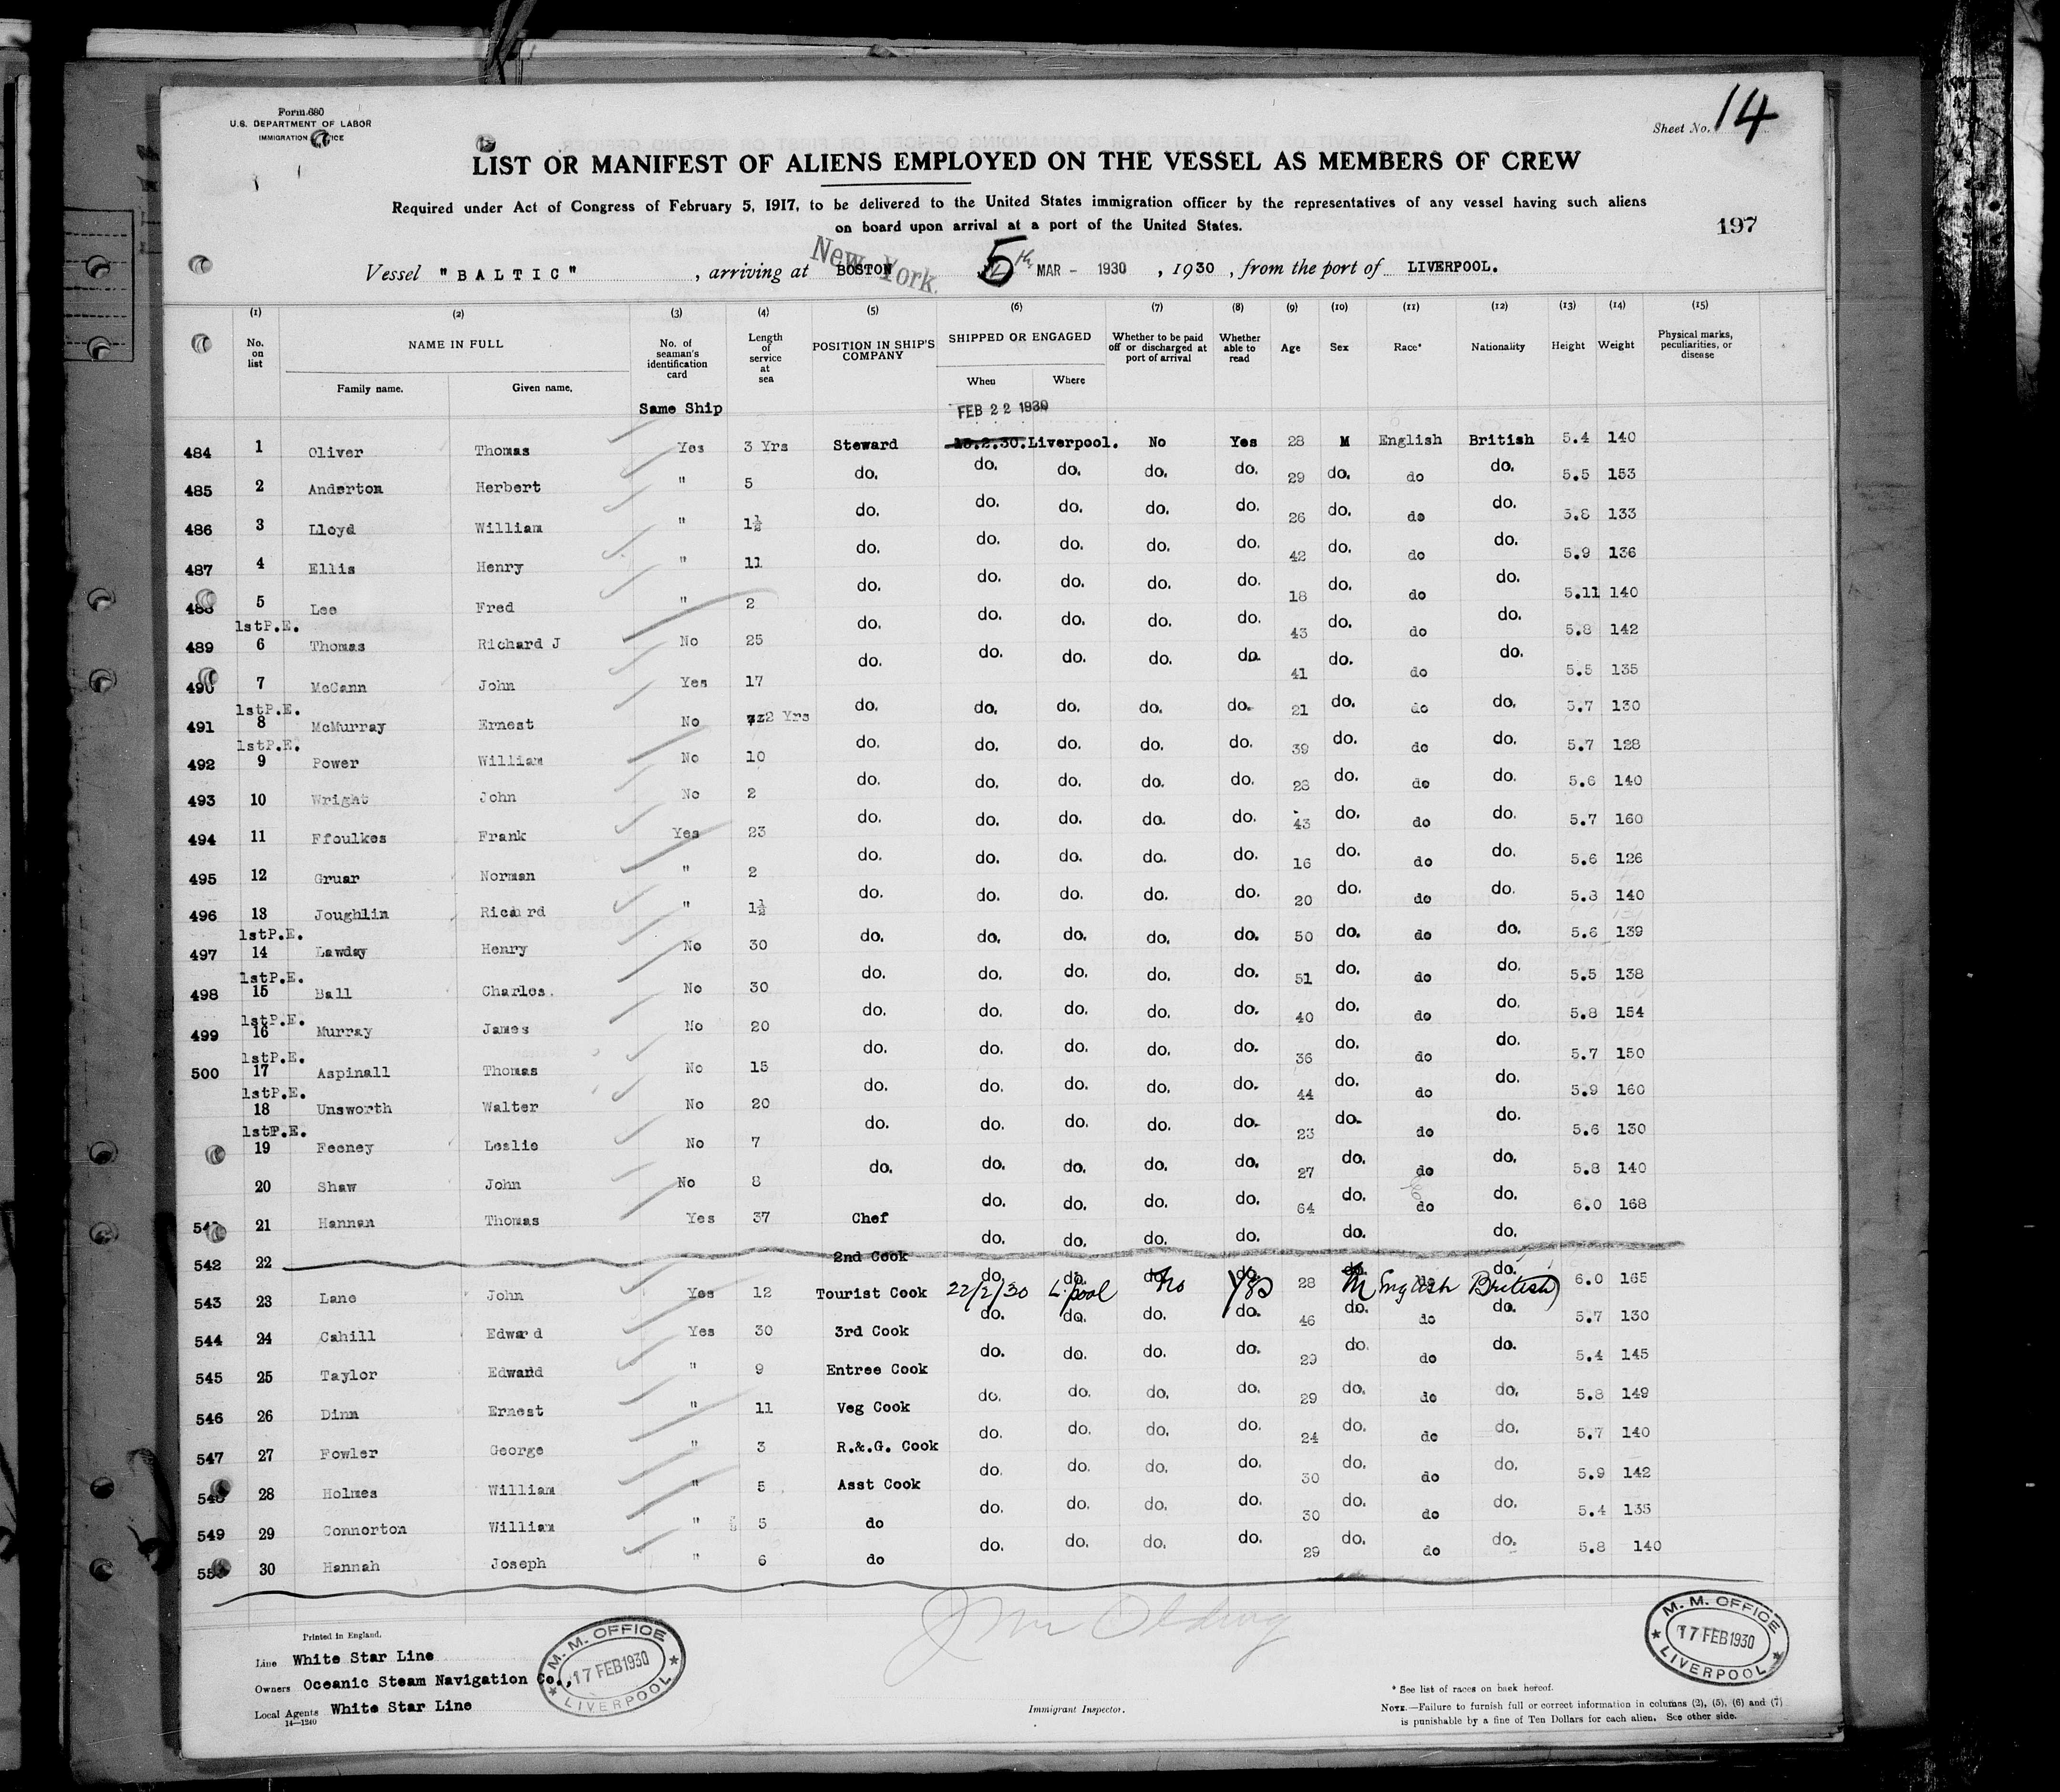 Form 680
U.S. DEPARTMENT OF LABOR
IMMIGRATION
Sheet No. 14
LIST OR MANIFEST OF ALIENS EMPLOYED ON THE VESSEL AS MEMBERS OF CREW
Required under Act of Congress of February 5, 1917, to be delivered to the United States immigration officer by the representatives of any vessel having such aliens
on board upon arrival at a port of the United States.
197
Vessel "BALTIC", arriving at BOSTON New York. 5th MAR - 1930, 1930, from the port of LIVERPOOL.
(1) (2) (3) (4) (5) (6) (7) (8) (9) (10) (11) (12) (13) (14) (15)
No. on list NAME IN FULL No. of seaman's identification card Length of service at sea POSITION IN SHIP'S COMPANY SHIPPED OR ENGAGED Whether to be paid off or discharged at port of arrival Whether able to read Age Sex Race* Nationality Height Weight Physical marks, peculiarities, or disease
Family name. Given name. When Where
Same Ship FEB 22 1930
484 1 Oliver Thomas Yes 3 Yrs Steward Liverpool. No Yes 28 M English British 5.4 140
485 2 Anderton Herbert " 5 do. do. do. do. do. 29 do. do do. 5.5 153
486 3 Lloyd William " 1½ do. do. do. do. do. 26 do. do do. 5.8 133
487 4 Ellis Henry " 11 do. do. do. do. do. 42 do. do do. 5.9 136
488 5 Lee Fred " 2 do. do. do. do. do. 18 do. do do. 5.11 140
1stP.E.
489 6 Thomas Richard J No 25 do. do. do. do. do. 43 do. do do. 5.8 142
490 7 McCann John Yes 17 do. do. do. do. do. 41 do. do do. 5.5 135
1stP.E.
491 8 McMurray Ernest No 2 Yrs do. do. do. do. do. 21 do. do do. 5.7 130
1stP.E.
492 9 Power William No 10 do. do. do. do. do. 39 do. do do. 5.7 128
493 10 Wright John No 2 do. do. do. do. do. 28 do. do do. 5.6 140
494 11 Ffoulkes Frank Yes 23 do. do. do. do. do. 43 do. do do. 5.7 160
495 12 Gruar Norman " 2 do. do. do. do. do. 16 do. do do. 5.6 126
496 13 Joughlin Ricard " 1½ do. do. do. do. do. 20 do. do do. 5.8 140
1stP.E.
497 14 Lawday Henry No 30 do. do. do. do. do. 50 do. do do. 5.6 139
1stP.E.
498 15 Ball Charles. No 30 do. do. do. do. do. 51 do. do do. 5.5 138
1stP.E.
499 16 Murray James No 20 do. do. do. do. do. 40 do. do do. 5.8 154
1stP.E.
500 17 Aspinall Thomas No 15 do. do. do. do. do. 36 do. do do. 5.7 150
1stP.E.
18 Unsworth Walter No 20 do. do. do. do. do. 44 do. do do. 5.9 160
1stP.E.
19 Feeney Leslie No 7 do. do. do. do. do. 23 do. do do. 5.6 130
20 Shaw John No 8 do. do. do. do. do. 27 do. do do. 5.8 140
21 Hannan Thomas Yes 37 Chef do. do. do. do. 64 do. do do. 6.0 168
542 22 2nd Cook do. do. do. do. do. do.
543 23 Lane John Yes 12 Tourist Cook 22/2/30 L'pool No Yes 28 M English British 6.0 165
544 24 Cahill Edward Yes 30 3rd Cook do. do. do. do. 46 do. do do. 5.7 130
545 25 Taylor Edward " 9 Entree Cook do. do. do. do. 29 do. do do. 5.4 145
546 26 Dinn Ernest " 11 Veg Cook do. do. do. do. 29 do. do do. 5.8 149
547 27 Fowler George " 3 R.&.G. Cook do. do. do. do. 24 do. do do. 5.7 140
548 28 Holmes William " 5 Asst Cook do. do. do. do. 30 do. do do. 5.9 142
549 29 Connorton William " 5 do do. do. do. do. 30 do. do do. 5.4 135
550 30 Hannah Joseph " 6 do do. do. do. do. 29 do. do do. 5.8 140
Printed in England.
Line White Star Line
Owners Oceanic Steam Navigation Co.,
Local Agents White Star Line
14—1240
M. M. OFFICE 17 FEB 1930 LIVERPOOL
Immigrant Inspector.
M. M. OFFICE 17 FEB 1930 LIVERPOOL
* See list of races on back hereof.
NOTE.—Failure to furnish full or correct information in columns (2), (5), (6) and (7)
is punishable by a fine of Ten Dollars for each alien. See other side.